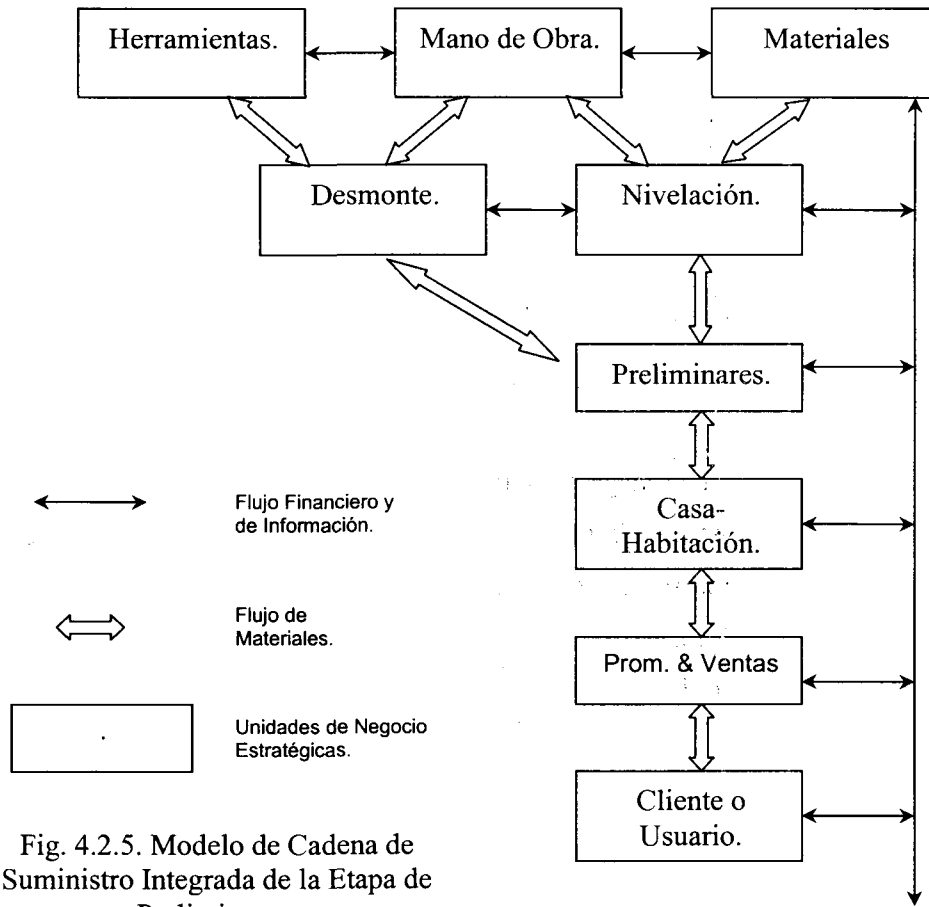 Herramientas.
Mano de Obra.
Materiales
Desmonte.
Nivelación.
Preliminares.
Flujo Financiero y
de Información.
Casa-
Habitación.
Flujo de
Materiales.
Prom. & Ventas
Unidades de Negocio
Estratégicas.
Cliente o
Usuario.
Fig. 4.2.5. Modelo de Cadena de
Suministro Integrada de la Etapa de